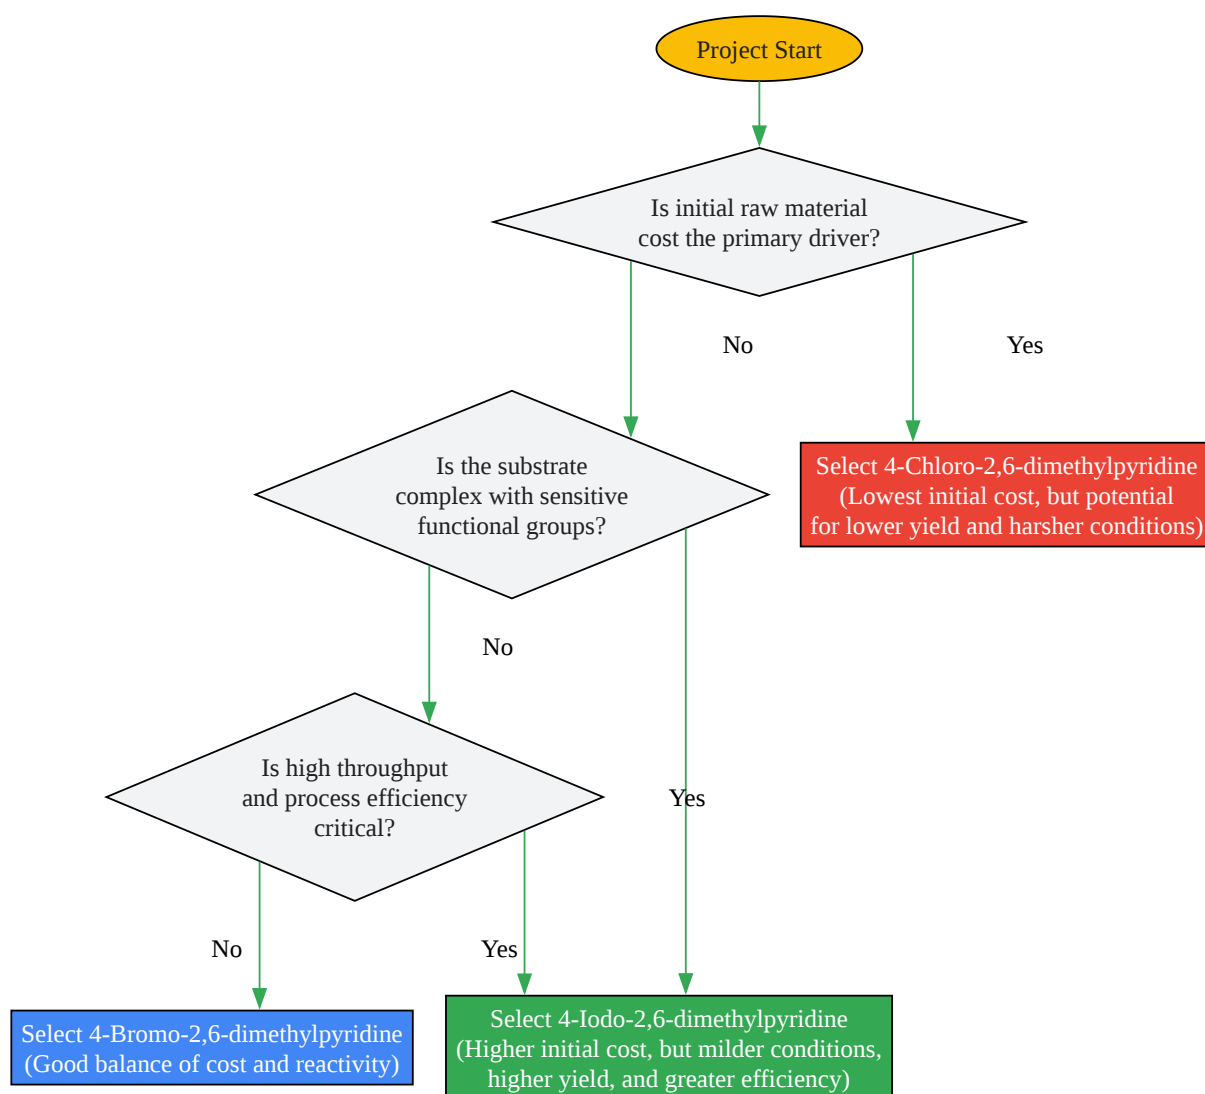 Project Start
Is initial raw material
cost the primary driver?
No
Yes
Is the substrate
complex with sensitive
functional groups?
Select 4-Chloro-2,6-dimethylpyridine
(Lowest initial cost, but potential
for lower yield and harsher conditions)
No
Is high throughput
and process efficiency
critical?
Yes
No
Yes
Select 4-Bromo-2,6-dimethylpyridine
(Good balance of cost and reactivity)
Select 4-Iodo-2,6-dimethylpyridine
(Higher initial cost, but milder conditions,
higher yield, and greater efficiency)